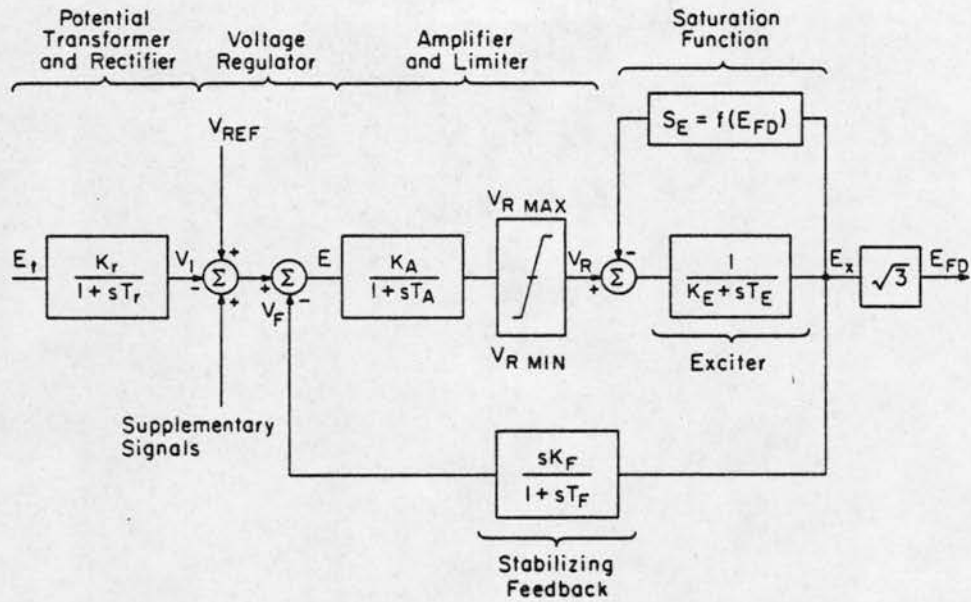 Potential
Transformer
and Rectifier
Voltage
Regulator
Amplifier
and Limiter
Saturation
Function
V_REF
S_E = f(E_FD)
V_R MAX
E_t
K_r
1 + sT_r
V_1
-
+
+
Σ
+
V_F
Σ
-
E
K_A
1 + sT_A
V_R
+
-
Σ
1
K_E + sT_E
E_x
√3
E_FD
V_R MIN
Exciter
Supplementary
Signals
sK_F
1 + sT_F
Stabilizing
Feedback